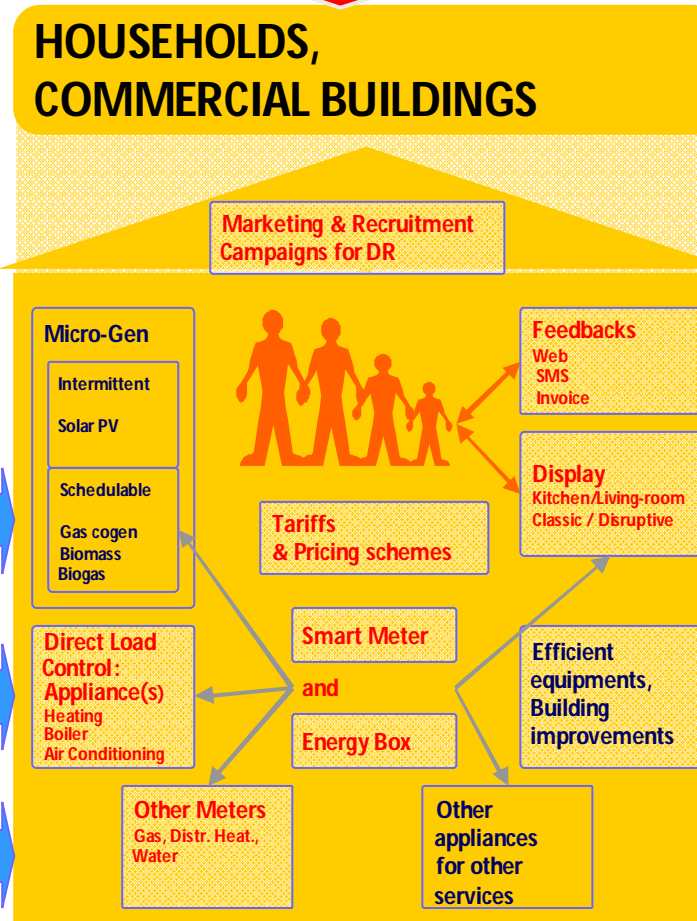 HOUSEHOLDS,
COMMERCIAL BUILDINGS
Marketing & Recruitment
Campaigns for DR
Micro-Gen
Intermittent
Solar PV
Schedulable
Gas cogen
Biomass
Biogas
Feedbacks
Web
SMS
Invoice
Display
Kitchen/Living-room
Classic / Disruptive
Tariffs
& Pricing schemes
Direct Load
Control:
Appliance(s)
Heating
Boiler
Air Conditioning
Smart Meter
and
Energy Box
Efficient
equipments,
Building
improvements
Other Meters
Gas, Distr. Heat.,
Water
Other
appliances
for other
services